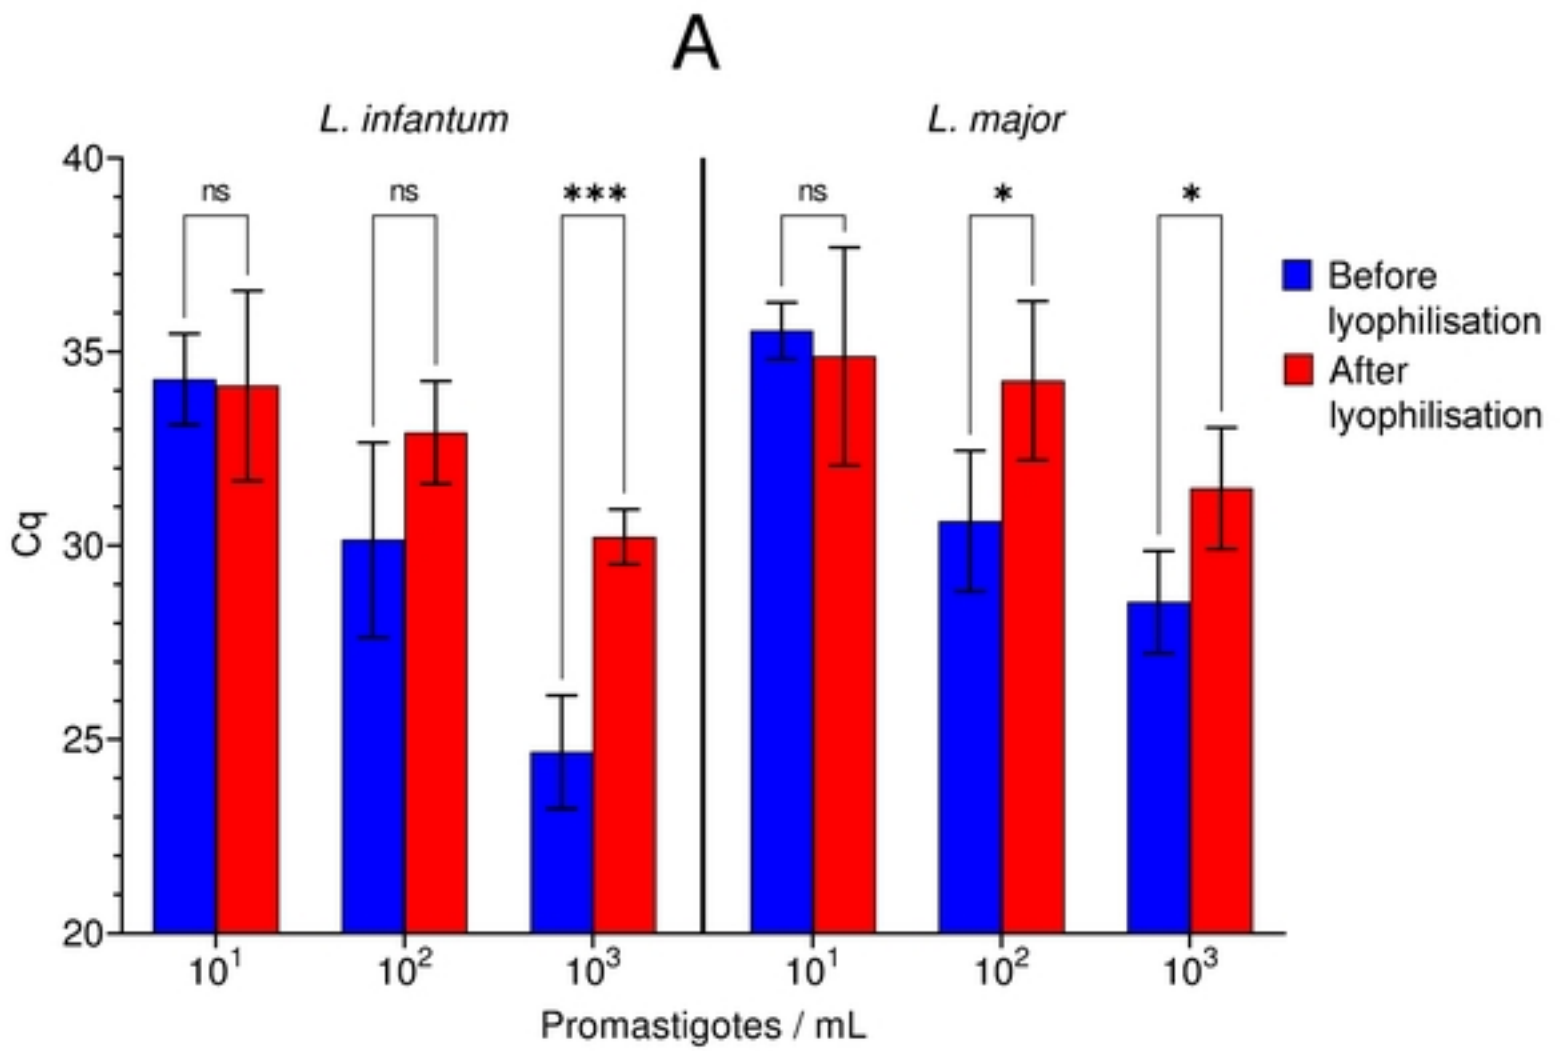 A
L. infantum
L. major
40
35
30
25
20
Cq
ns
ns
***
ns
*
*
Before
lyophilisation
After
lyophilisation
10¹
10²
10³
10¹
10²
10³
Promastigotes / mL